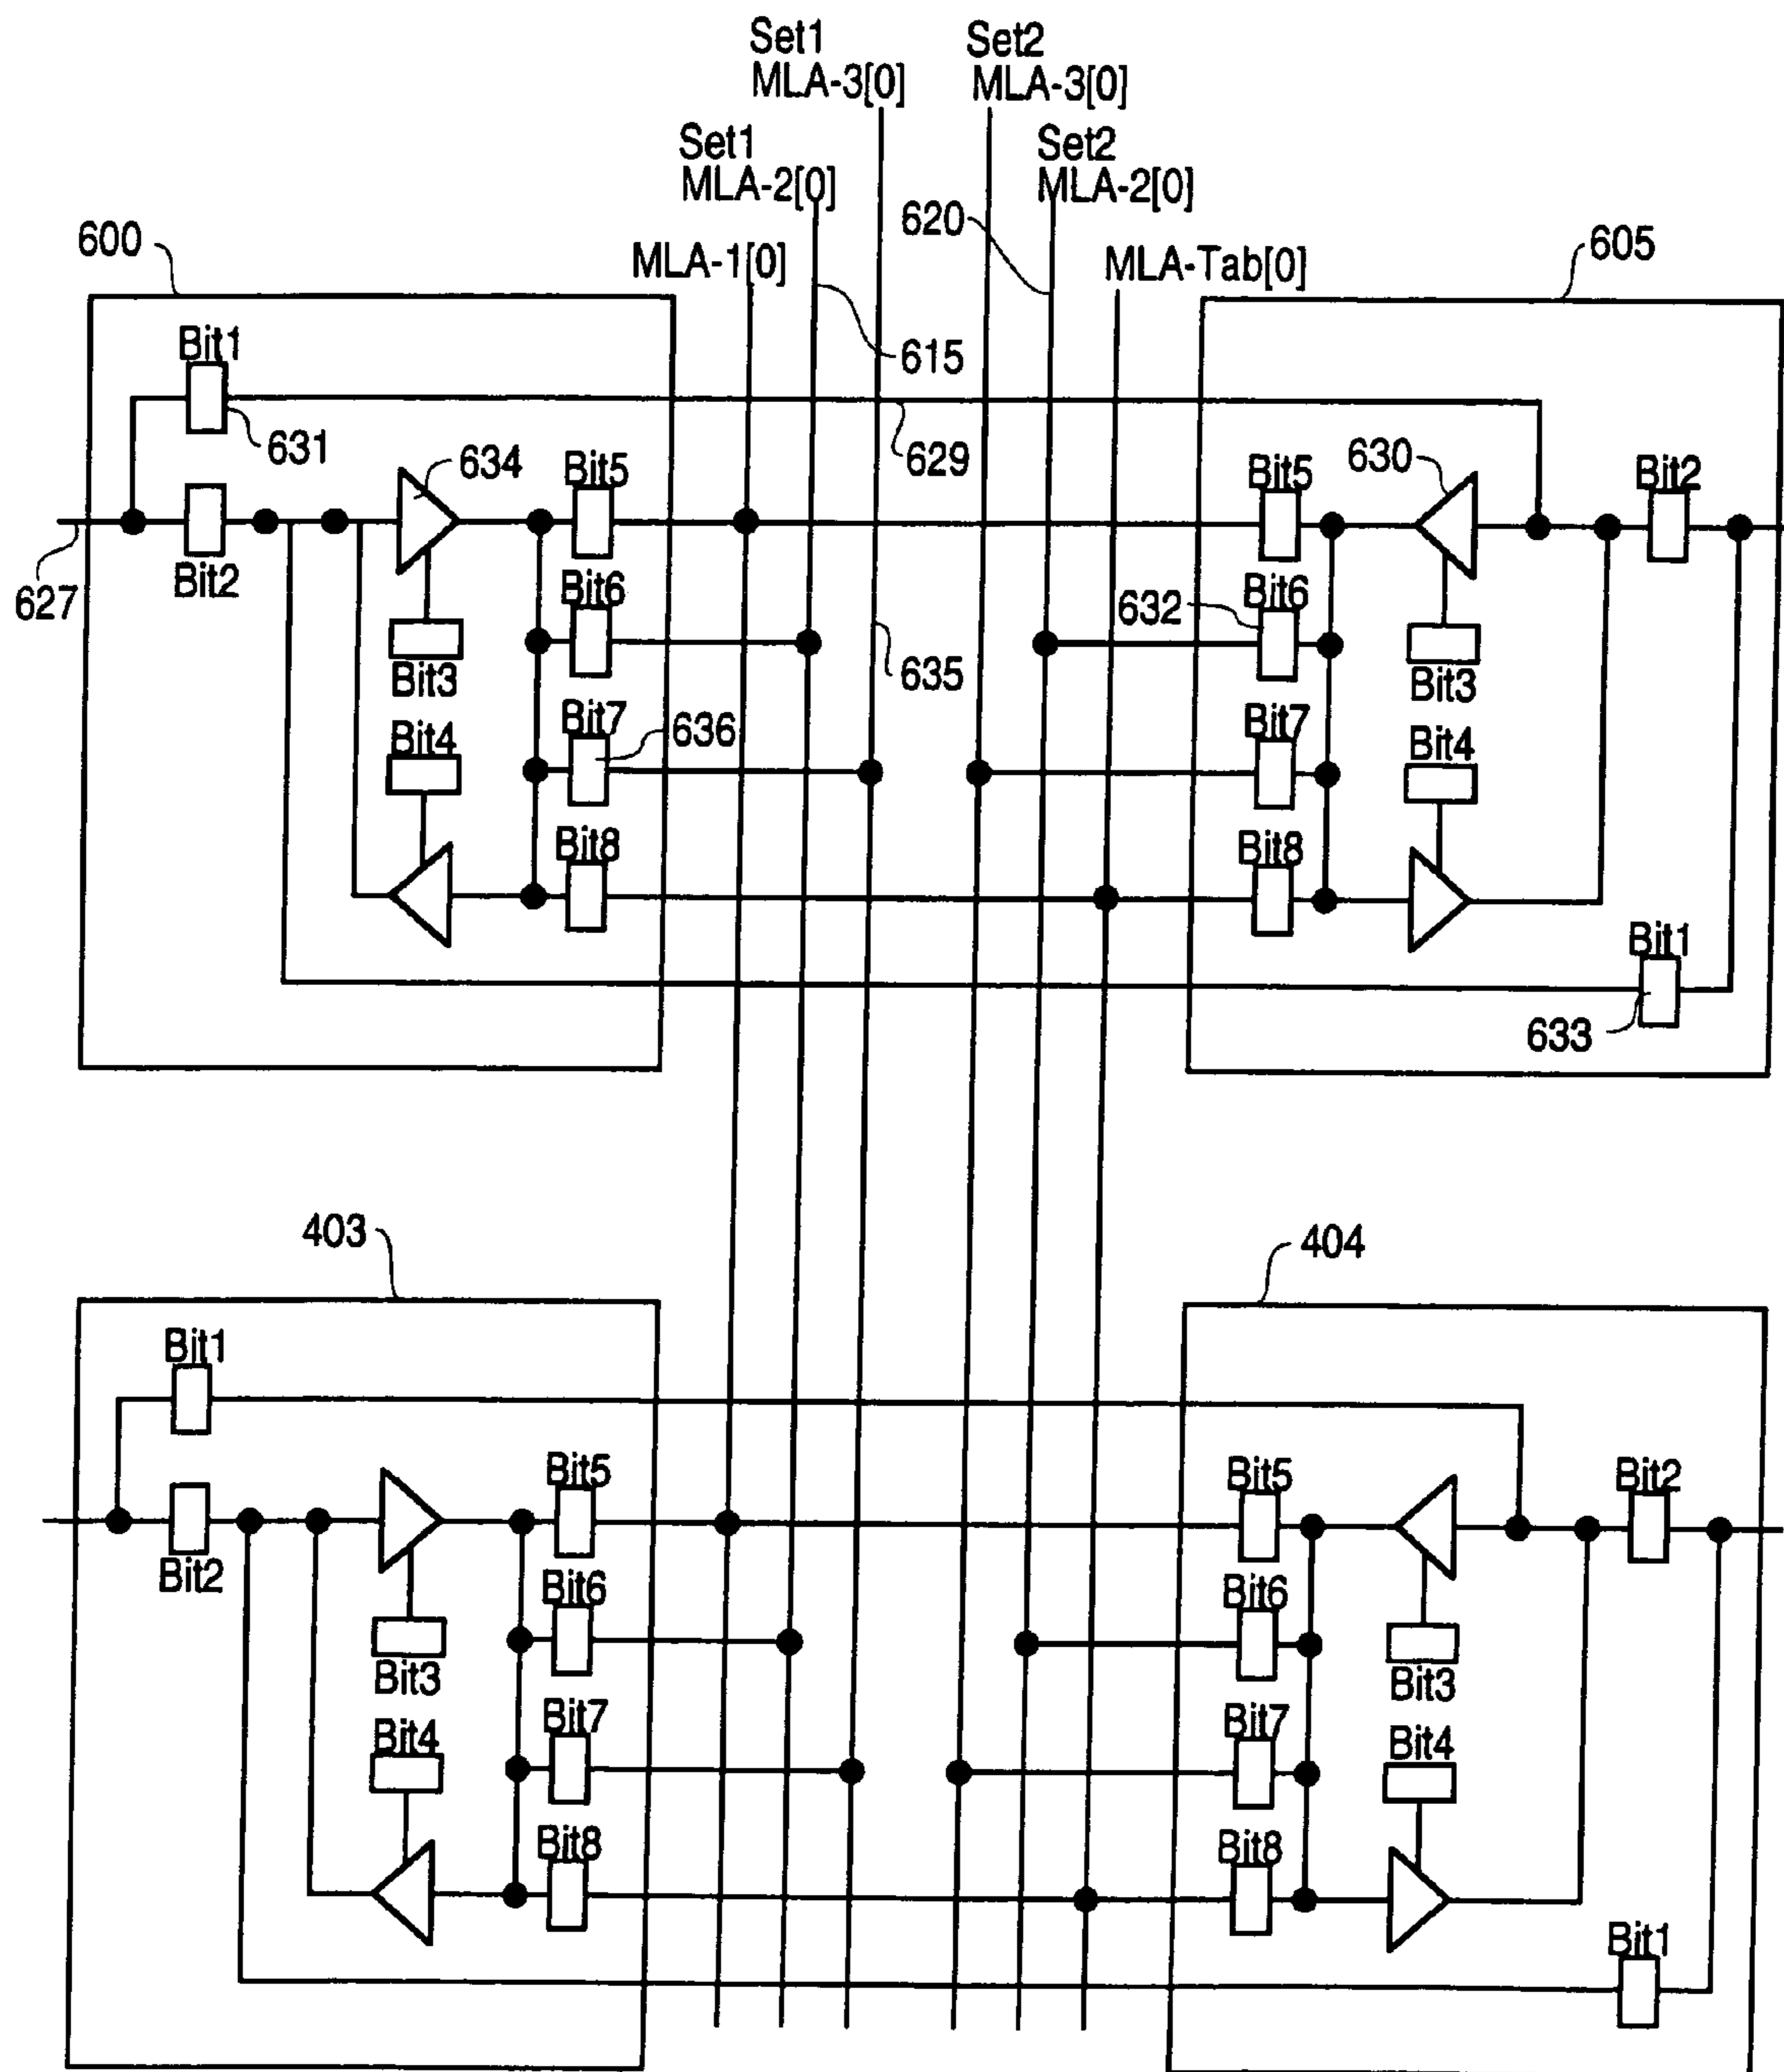 Set1
MLA-3[0]
Set2
MLA-3[0]
Set1
MLA-2[0]
Set2
MLA-2[0]
620
600
MLA-1[0]
MLA-Tab[0]
605
Bit1
615
631
629
634
Bit5
Bit5
630
Bit2
627
Bit2
Bit6
632
Bit6
Bit3
635
Bit3
Bit7
636
Bit7
Bit4
Bit4
Bit8
Bit8
Bit1
633
403
404
Bit1
Bit5
Bit5
Bit2
Bit2
Bit6
Bit6
Bit3
Bit3
Bit7
Bit7
Bit4
Bit4
Bit8
Bit8
Bit1